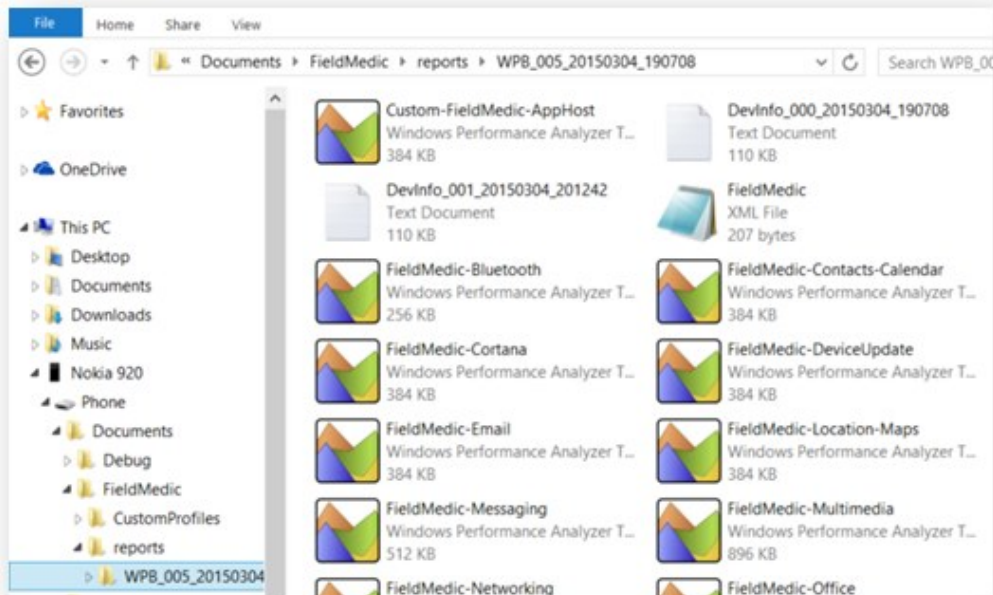 File Home Share View
« Documents FieldMedic reports WPB_005_20150304_190708
Search WPB_00
Favorites
OneDrive
This PC
Desktop
Documents
Downloads
Music
Nokia 920
Phone
Documents
Debug
FieldMedic
CustomProfiles
reports
WPB_005_20150304
Custom-FieldMedic-AppHost
Windows Performance Analyzer T...
384 KB
DevInfo_000_20150304_190708
Text Document
110 KB
DevInfo_001_20150304_201242
Text Document
110 KB
FieldMedic
XML File
207 bytes
FieldMedic-Bluetooth
Windows Performance Analyzer T...
256 KB
FieldMedic-Contacts-Calendar
Windows Performance Analyzer T...
384 KB
FieldMedic-Cortana
Windows Performance Analyzer T...
384 KB
FieldMedic-DeviceUpdate
Windows Performance Analyzer T...
384 KB
FieldMedic-Email
Windows Performance Analyzer T...
384 KB
FieldMedic-Location-Maps
Windows Performance Analyzer T...
384 KB
FieldMedic-Messaging
Windows Performance Analyzer T...
512 KB
FieldMedic-Multimedia
Windows Performance Analyzer T...
896 KB
FieldMedic-Networking
FieldMedic-Office